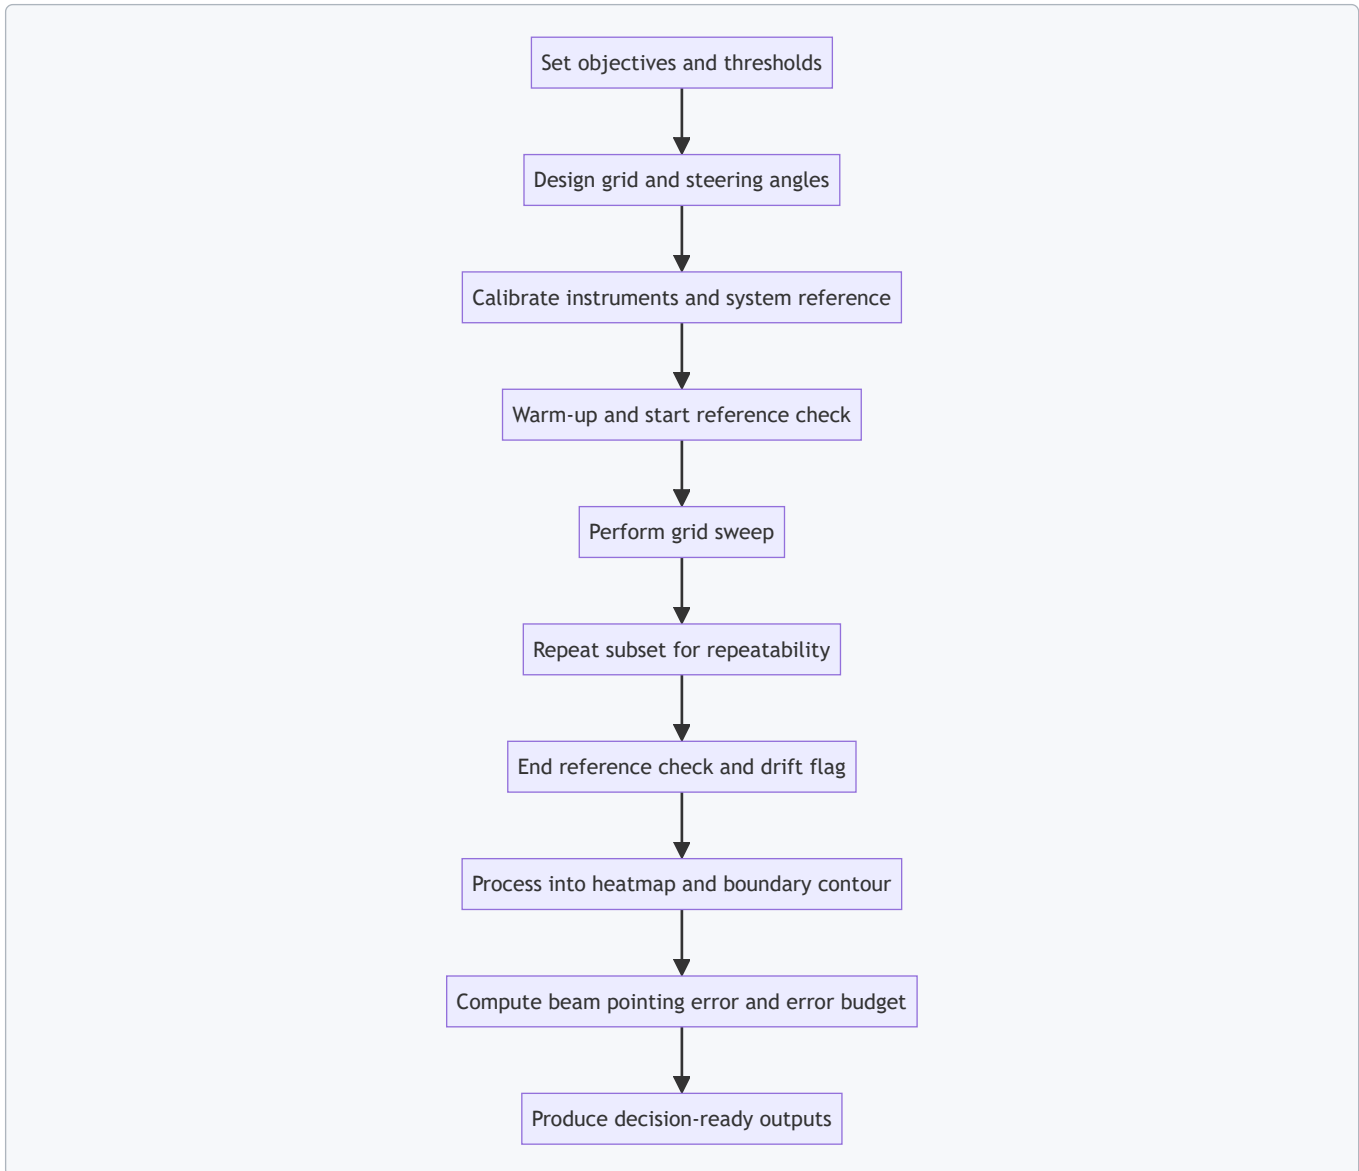 Set objectives and thresholds
Design grid and steering angles
Calibrate instruments and system reference
Warm-up and start reference check
Perform grid sweep
Repeat subset for repeatability
End reference check and drift flag
Process into heatmap and boundary contour
Compute beam pointing error and error budget
Produce decision-ready outputs